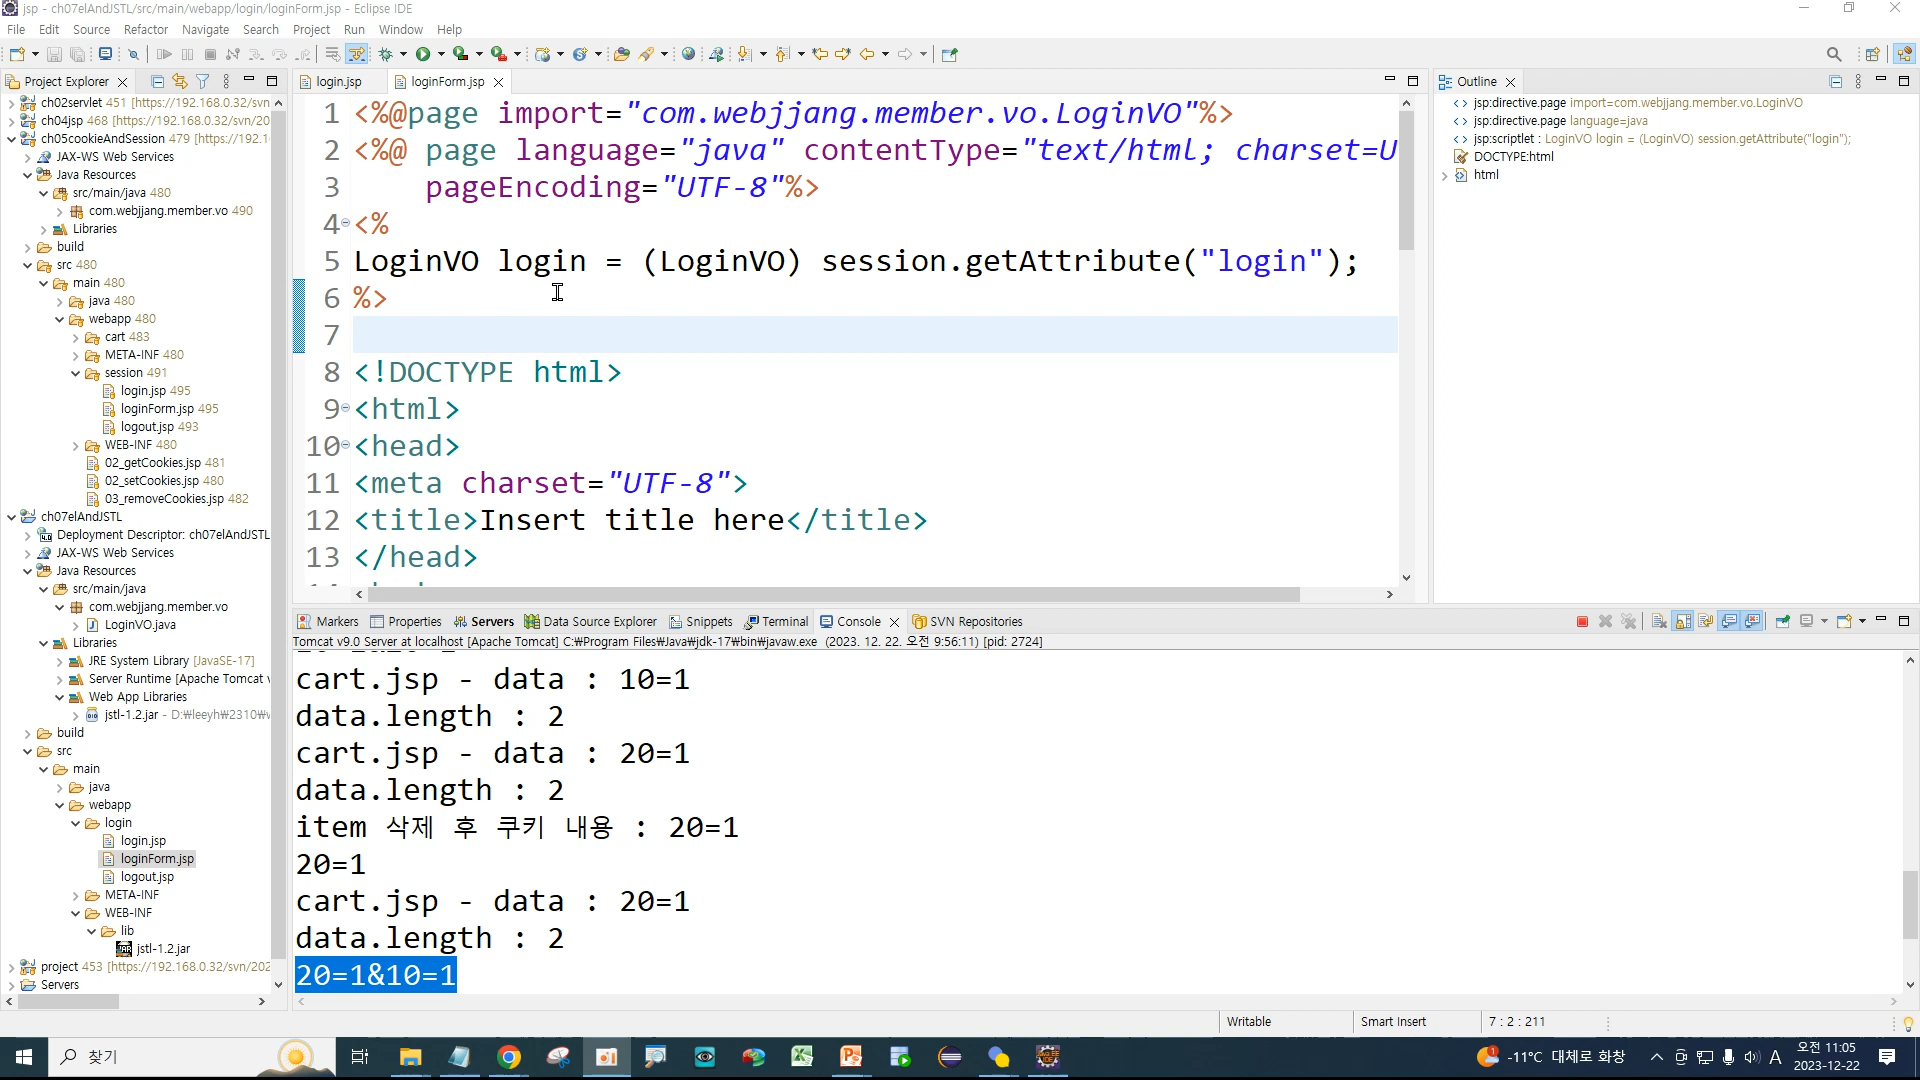 jsp - ch07elAndJSTL/src/main/webapp/login/loginForm.jsp - Eclipse IDE
File Edit Source Refactor Navigate Search Project Run Window Help
Project Explorer
ch02servlet 451 [https://192.168.0.32/svn
ch04jsp 468 [https://192.168.0.32/svn/20
ch05cookieAndSession 479 [https://192.1
JAX-WS Web Services
Java Resources
src/main/java 480
com.webjjang.member.vo 490
Libraries
build
src 480
main 480
java 480
webapp 480
cart 483
META-INF 480
session 491
login.jsp 495
loginForm.jsp 495
logout.jsp 493
WEB-INF 480
02_getCookies.jsp 481
02_setCookies.jsp 480
03_removeCookies.jsp 482
ch07elAndJSTL
Deployment Descriptor: ch07elAndJSTL
JAX-WS Web Services
Java Resources
src/main/java
com.webjjang.member.vo
LoginVO.java
Libraries
JRE System Library [JavaSE-17]
Server Runtime [Apache Tomcat v
Web App Libraries
jstl-1.2.jar - D:₩leeyh₩2310₩v
build
src
main
java
webapp
login
login.jsp
loginForm.jsp
logout.jsp
META-INF
WEB-INF
lib
jstl-1.2.jar
project 453 [https://192.168.0.32/svn/202
Servers
login.jsp loginForm.jsp
1 <%@page import="com.webjjang.member.vo.LoginVO"%>
2 <%@ page language="java" contentType="text/html; charset=U
3 pageEncoding="UTF-8"%>
4 <%
5 LoginVO login = (LoginVO) session.getAttribute("login");
6 %>
7
8 <!DOCTYPE html>
9 <html>
10 <head>
11 <meta charset="UTF-8">
12 <title>Insert title here</title>
13 </head>
Outline
jsp:directive.page import=com.webjjang.member.vo.LoginVO
jsp:directive.page language=java
jsp:scriptlet : LoginVO login = (LoginVO) session.getAttribute("login");
DOCTYPE:html
html
Markers Properties Servers Data Source Explorer Snippets Terminal Console SVN Repositories
Tomcat v9.0 Server at localhost [Apache Tomcat] C:₩Program Files₩Java₩jdk-17₩bin₩javaw.exe (2023. 12. 22. 오전 9:56:11) [pid: 2724]
cart.jsp - data : 10=1
data.length : 2
cart.jsp - data : 20=1
data.length : 2
item 삭제 후 쿠키 내용 : 20=1
20=1
cart.jsp - data : 20=1
data.length : 2
20=1&10=1
Writable Smart Insert 7 : 2 : 211
찾기
-11°C 대체로 화창 A 오전 11:05
2023-12-22